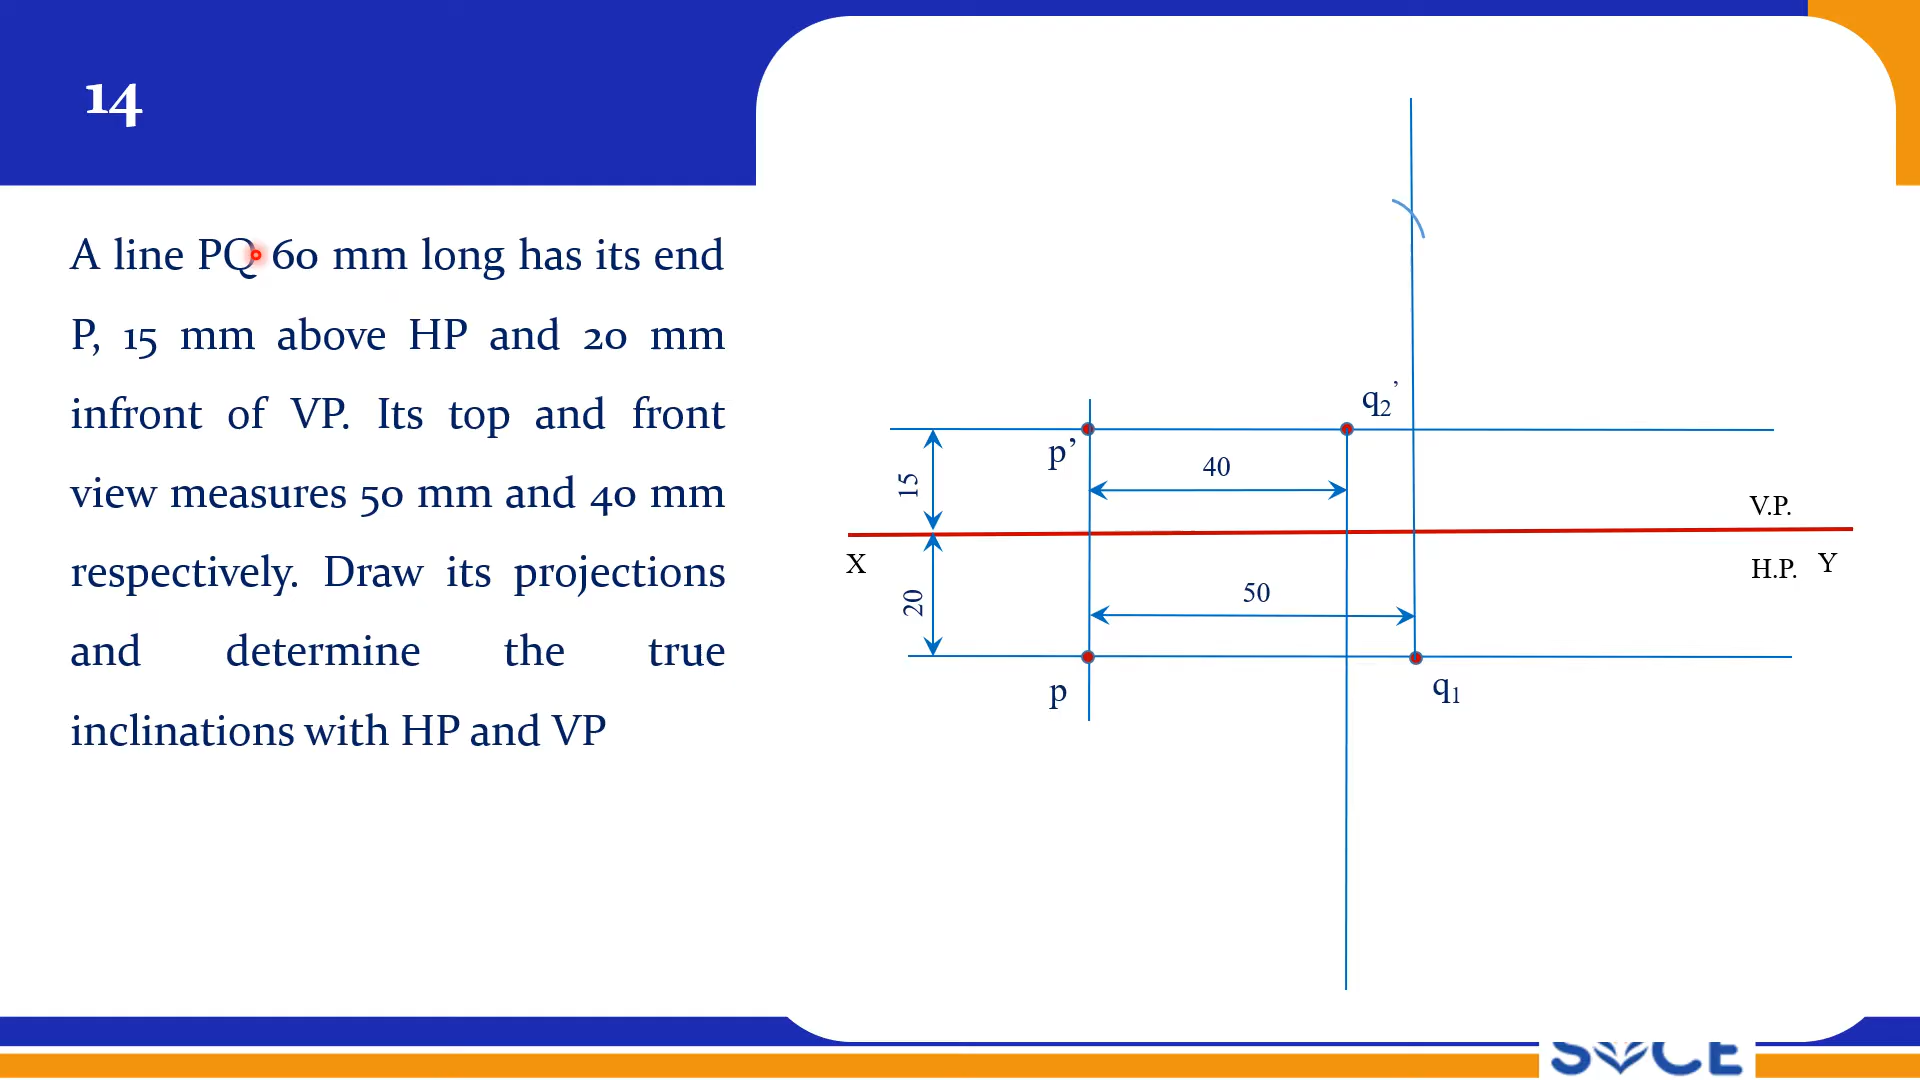 14
A line PQ 60 mm long has its end
P, 15 mm above HP and 20 mm
infront of VP. Its top and front
view measures 50 mm and 40 mm
respectively. Draw its projections
and determine the true
inclinations with HP and VP
q2’
p’
40
15
V.P.
X
H.P. Y
50
20
p
q1